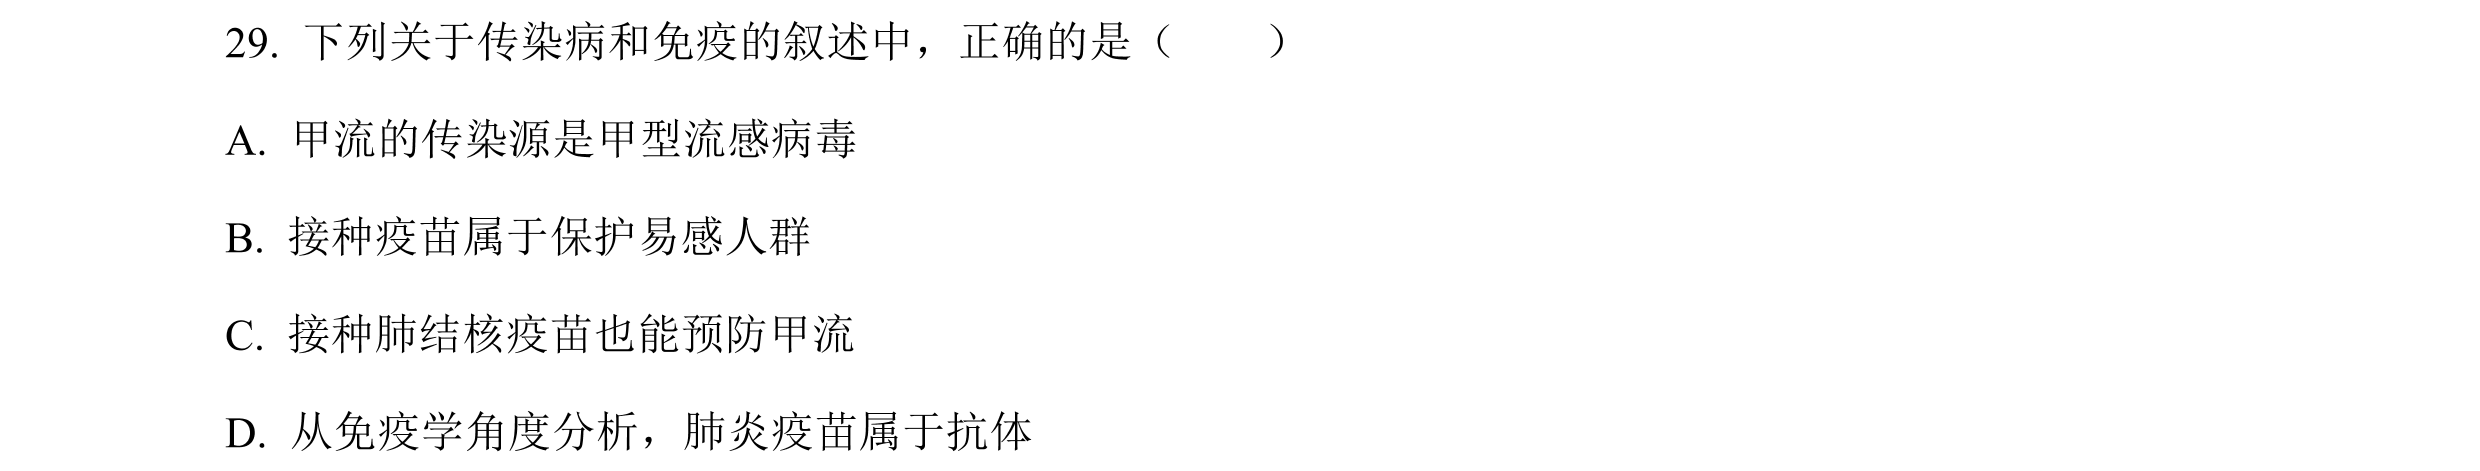 29. 下列关于传染病和免疫的叙述中，正确的是（　　）
A. 甲流的传染源是甲型流感病毒
B. 接种疫苗属于保护易感人群
C. 接种肺结核疫苗也能预防甲流
D. 从免疫学角度分析，肺炎疫苗属于抗体